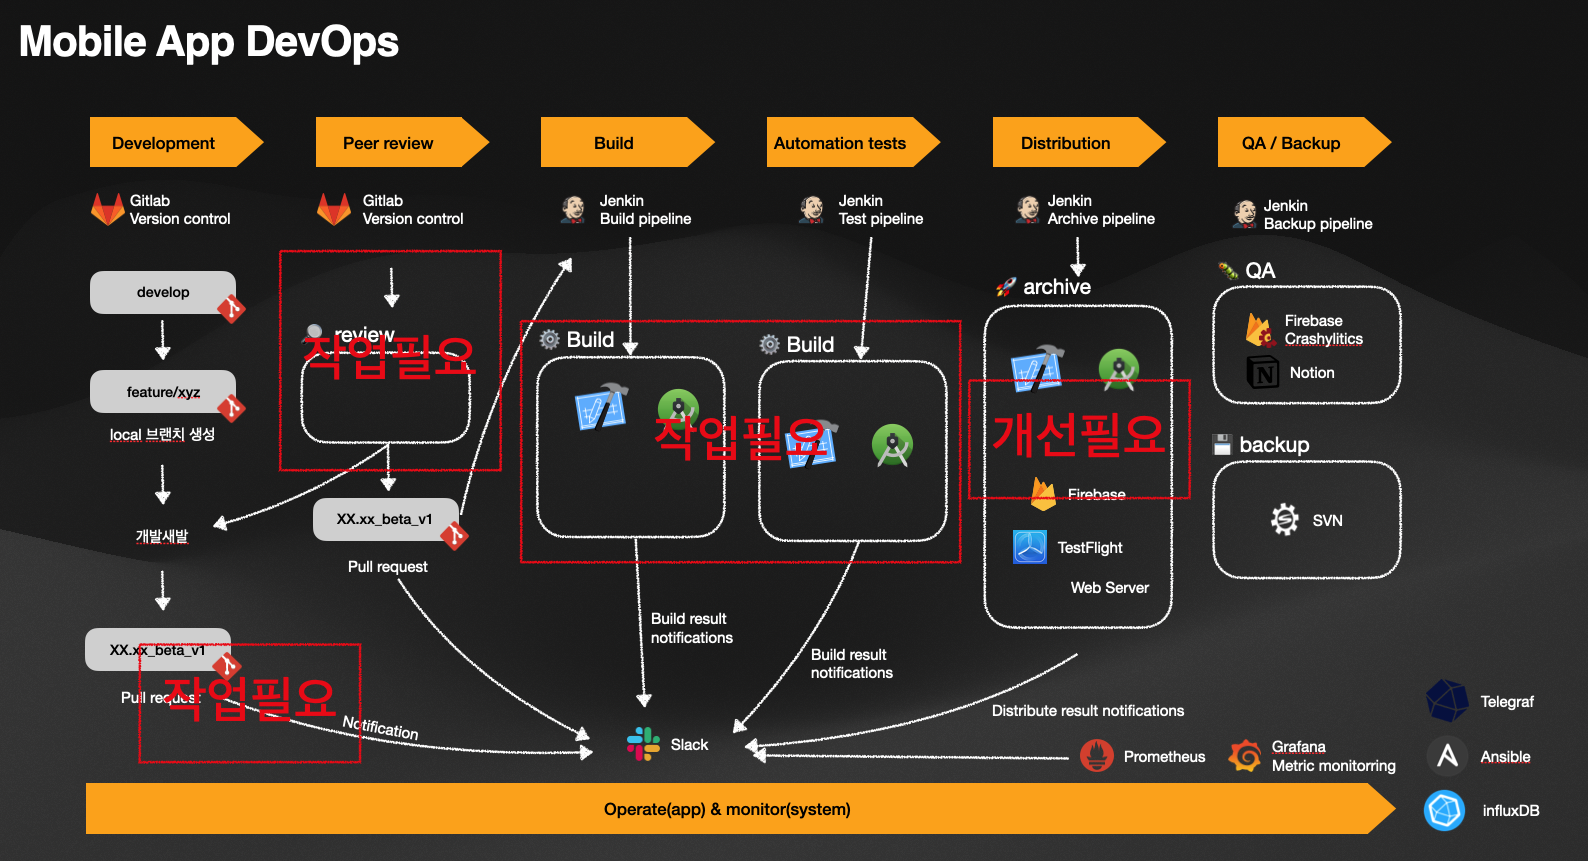 Mobile App DevOps
Development
Peer review
Build
Automation tests
Distribution
QA / Backup
Gitlab
Version control
Gitlab
Version control
Jenkin
Build pipeline
Jenkin
Test pipeline
Jenkin
Archive pipeline
Jenkin
Backup pipeline
develop
feature/xyz
local 브랜치 생성
개발새발
XX.xx_beta_v1
Pull request
작업필요
Notification
review
작업필요
XX.xx_beta_v1
Pull request
Build
Build
작업필요
Build result
notifications
Build result
notifications
archive
개선필요
Firebase
TestFlight
Web Server
Distribute result notifications
QA
Firebase
Crashylitics
Notion
backup
SVN
Slack
Prometheus
Grafana
Metric monitorring
Telegraf
Ansible
influxDB
Operate(app) & monitor(system)